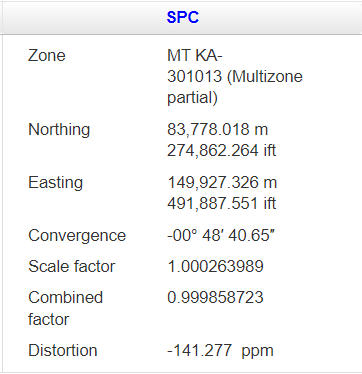 SPC
Zone MT KA-
301013 (Multizone
partial)
Northing 83,778.018 m
274,862.264 ift
Easting 149,927.326 m
491,887.551 ift
Convergence -00° 48′ 40.65″
Scale factor 1.000263989
Combined 0.999858723
factor
Distortion -141.277 ppm